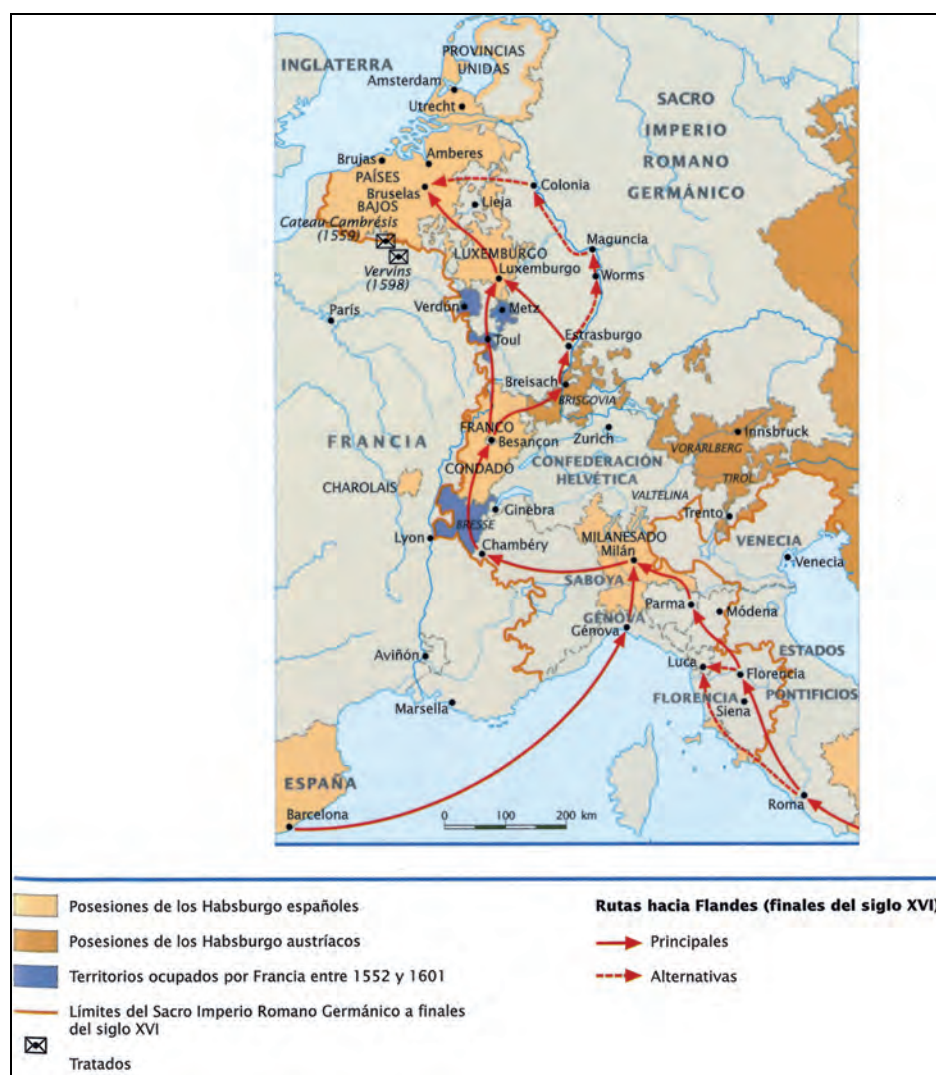 INGLATERRA
PROVINCIAS
UNIDAS
Amsterdam
Utrecht
SACRO
IMPERIO
ROMANO
GERMÁNICO
Brujas
Amberes
PAÍSES
Bruselas
BAJOS
Lieja
Colonia
Cateau-Cambrésis
(1559)
Vervins
(1598)
LUXEMBURGO
Luxemburgo
Maguncia
Worms
París
Verdún
Metz
Toul
Estrasburgo
Breisach
BRISGOVIA
FRANCIA
FRANCO
Besançon
CONDADO
Zurich
CONFEDERACIÓN
HELVÉTICA
VORARLBERG
Innsbruck
TIROL
VALTELINA
CHAROLAIS
Ginebra
BRESSE
Lyon
Chambéry
MILANESADO
Milán
Trento
VENECIA
Venecia
SABOYA
Parma
Módena
GÉNOVA
Génova
Aviñón
Marsella
Luca
Florencia
ESTADOS
PONTIFICIOS
FLORENCIA
Siena
ESPAÑA
Barcelona
Roma
0 100 200 km
Posesiones de los Habsburgo españoles
Posesiones de los Habsburgo austríacos
Territorios ocupados por Francia entre 1552 y 1601
Límites del Sacro Imperio Romano Germánico a finales
del siglo XVI
Tratados
Rutas hacia Flandes (finales del siglo XVI)
Principales
Alternativas